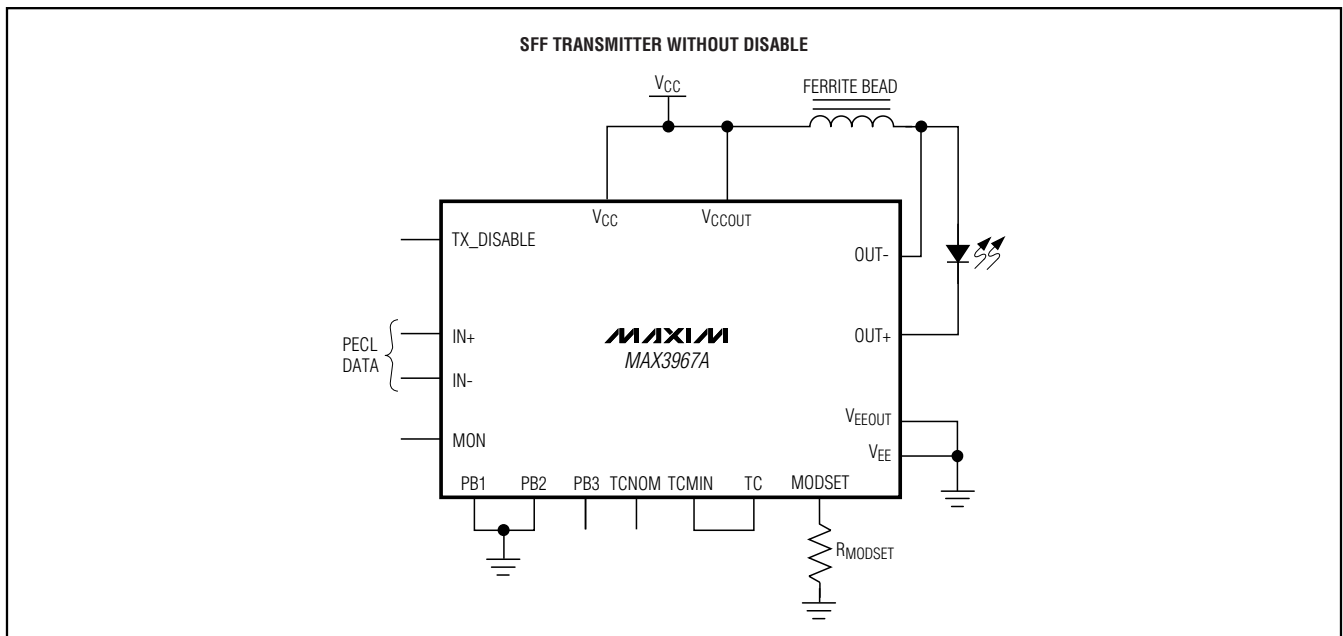 SFF TRANSMITTER WITHOUT DISABLE
VCC
FERRITE BEAD
VCC
VCCOUT
TX_DISABLE
OUT-
PECL
DATA
IN+
IN-
MAXIM
MAX3967A
OUT+
MON
VEEOUT
VEE
PB1
PB2
PB3
TCNOM
TCMIN
TC
MODSET
RMODSET